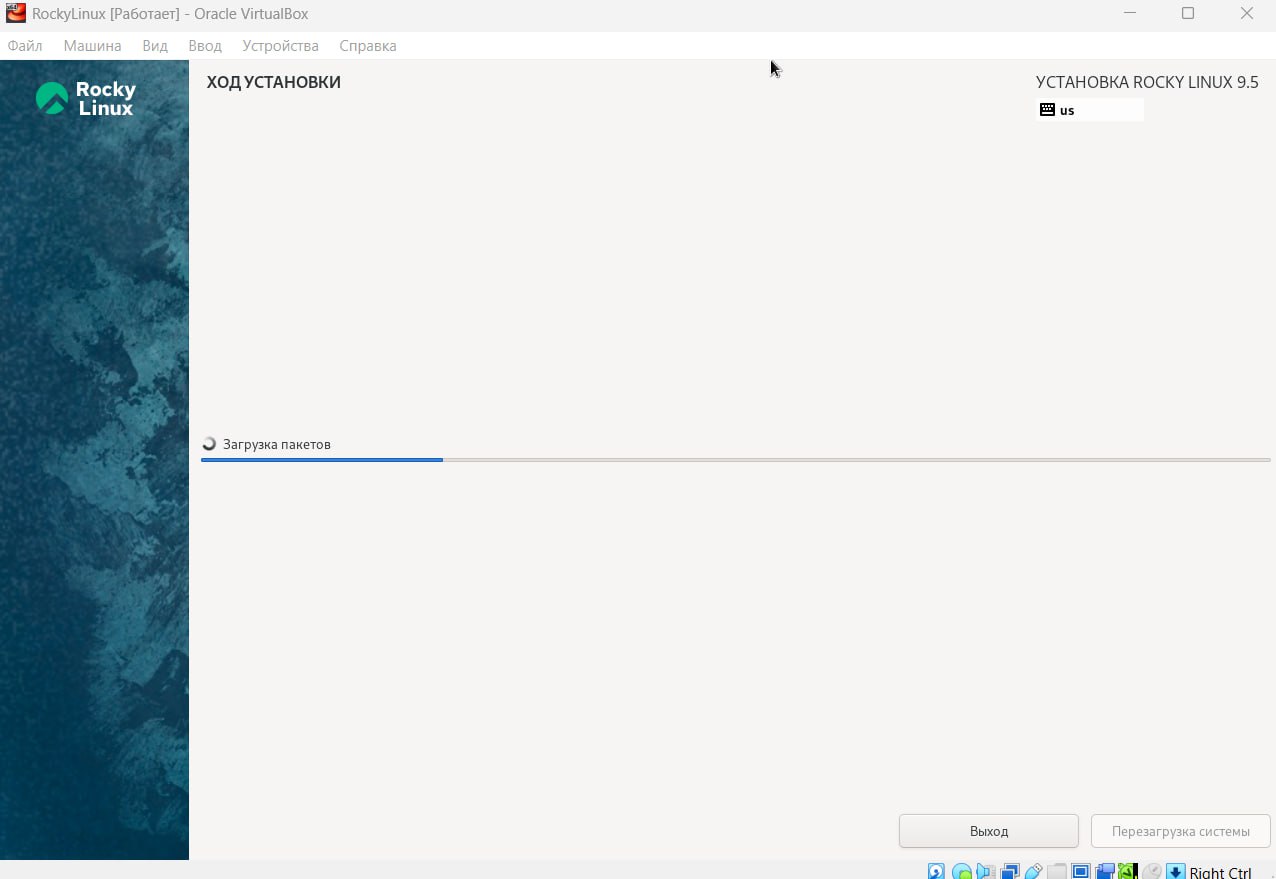 RockyLinux [Работает] - Oracle VirtualBox
Файл Машина Вид Ввод Устройства Справка
Rocky
Linux
ХОД УСТАНОВКИ
УСТАНОВКА ROCKY LINUX 9.5
us
Загрузка пакетов
Выход
Перезагрузка системы
Right Ctrl